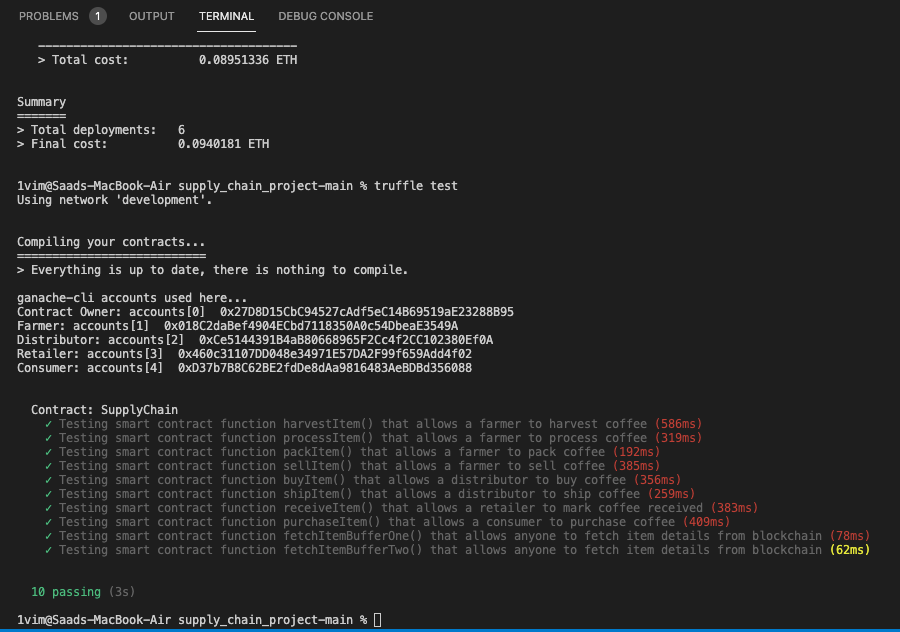 PROBLEMS 1 OUTPUT TERMINAL DEBUG CONSOLE
-------------------------------------
> Total cost: 0.08951336 ETH
Summary
=======
> Total deployments: 6
> Final cost: 0.0940181 ETH
1vim@Saads-MacBook-Air supply_chain_project-main % truffle test
Using network 'development'.
Compiling your contracts...
===========================
> Everything is up to date, there is nothing to compile.
ganache-cli accounts used here...
Contract Owner: accounts[0] 0x27D8D15CbC94527cAdf5eC14B69519aE23288B95
Farmer: accounts[1] 0x018C2daBef4904ECbd7118350A0c54DbeaE3549A
Distributor: accounts[2] 0xCe5144391B4aB80668965F2Cc4f2CC102380Ef0A
Retailer: accounts[3] 0x460c31107DD048e34971E57DA2F99f659Add4f02
Consumer: accounts[4] 0xD37b7B8C62BE2fdDe8dAa9816483AeBDBd356088
Contract: SupplyChain
✓ Testing smart contract function harvestItem() that allows a farmer to harvest coffee (586ms)
✓ Testing smart contract function processItem() that allows a farmer to process coffee (319ms)
✓ Testing smart contract function packItem() that allows a farmer to pack coffee (192ms)
✓ Testing smart contract function sellItem() that allows a farmer to sell coffee (385ms)
✓ Testing smart contract function buyItem() that allows a distributor to buy coffee (356ms)
✓ Testing smart contract function shipItem() that allows a distributor to ship coffee (259ms)
✓ Testing smart contract function receiveItem() that allows a retailer to mark coffee received (383ms)
✓ Testing smart contract function purchaseItem() that allows a consumer to purchase coffee (409ms)
✓ Testing smart contract function fetchItemBufferOne() that allows anyone to fetch item details from blockchain (78ms)
✓ Testing smart contract function fetchItemBufferTwo() that allows anyone to fetch item details from blockchain (62ms)
10 passing (3s)
1vim@Saads-MacBook-Air supply_chain_project-main %